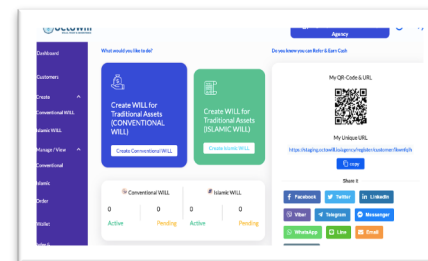 OctoWill
Agency
Dashboard
What would you like to do?
Do you know you can Refer & Earn Cash
Customers
Create
Conventional WILL
Islamic WILL
Manage / View
Conventional
Islamic
Order
Wallet
Create WILL for
Traditional Assets
(CONVENTIONAL
WILL)
Create Conventional WILL
Create WILL for
Traditional Assets
(ISLAMIC WILL)
Create Islamic WILL
Conventional WILL
0
0
Active
Pending
Islamic WILL
0
0
Active
Pending
My QR-Code & URL
My Unique URL
copy
Share it
Facebook
Twitter
LinkedIn
Viber
Telegram
Messenger
WhatsApp
Line
Email